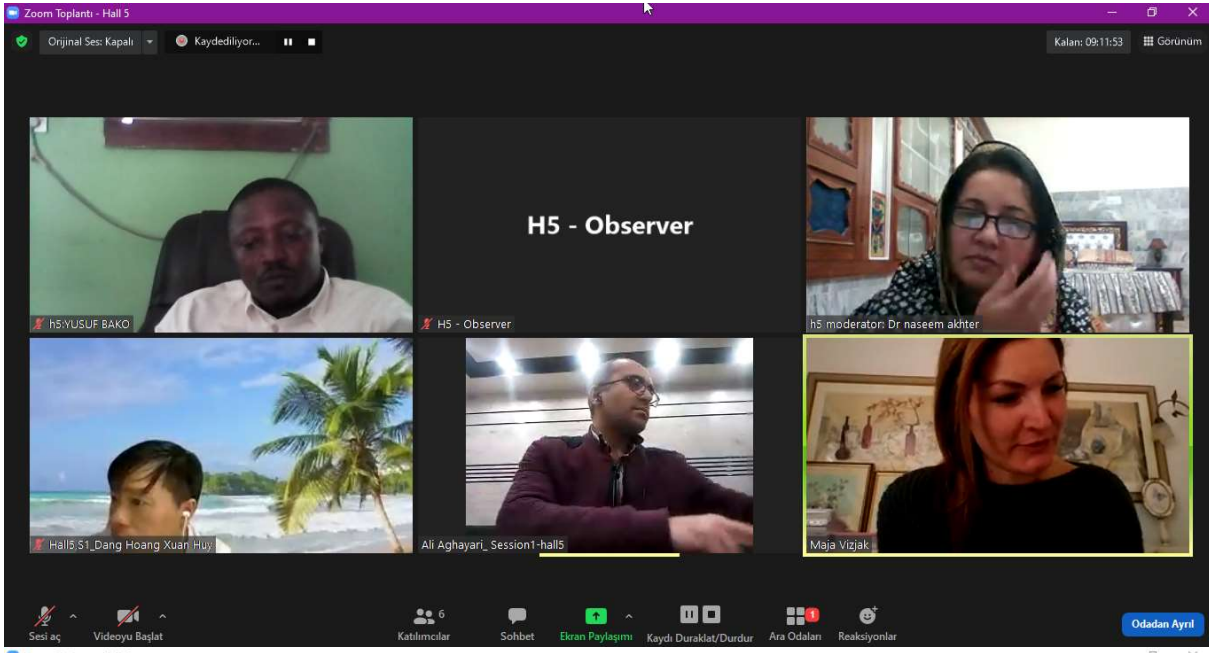 Zoom Toplantı - Hall 5
Orijinal Ses: Kapalı
Kaydediliyor...
Kalan: 09:11:53
Görünüm
H5 - Observer
h5:YUSUF BAKO
H5 - Observer
h5 moderator: Dr naseem akhter
Hall5,S1_Dang Hoang Xuan Huy
Ali Aghayari_ Session1-hall5
Maja Vizjak
Sesi aç
Videoyu Başlat
6
Katılımcılar
Sohbet
Ekran Paylaşımı
Kaydı Duraklat/Durdur
1
Ara Odaları
Reaksiyonlar
Odadan Ayrıl